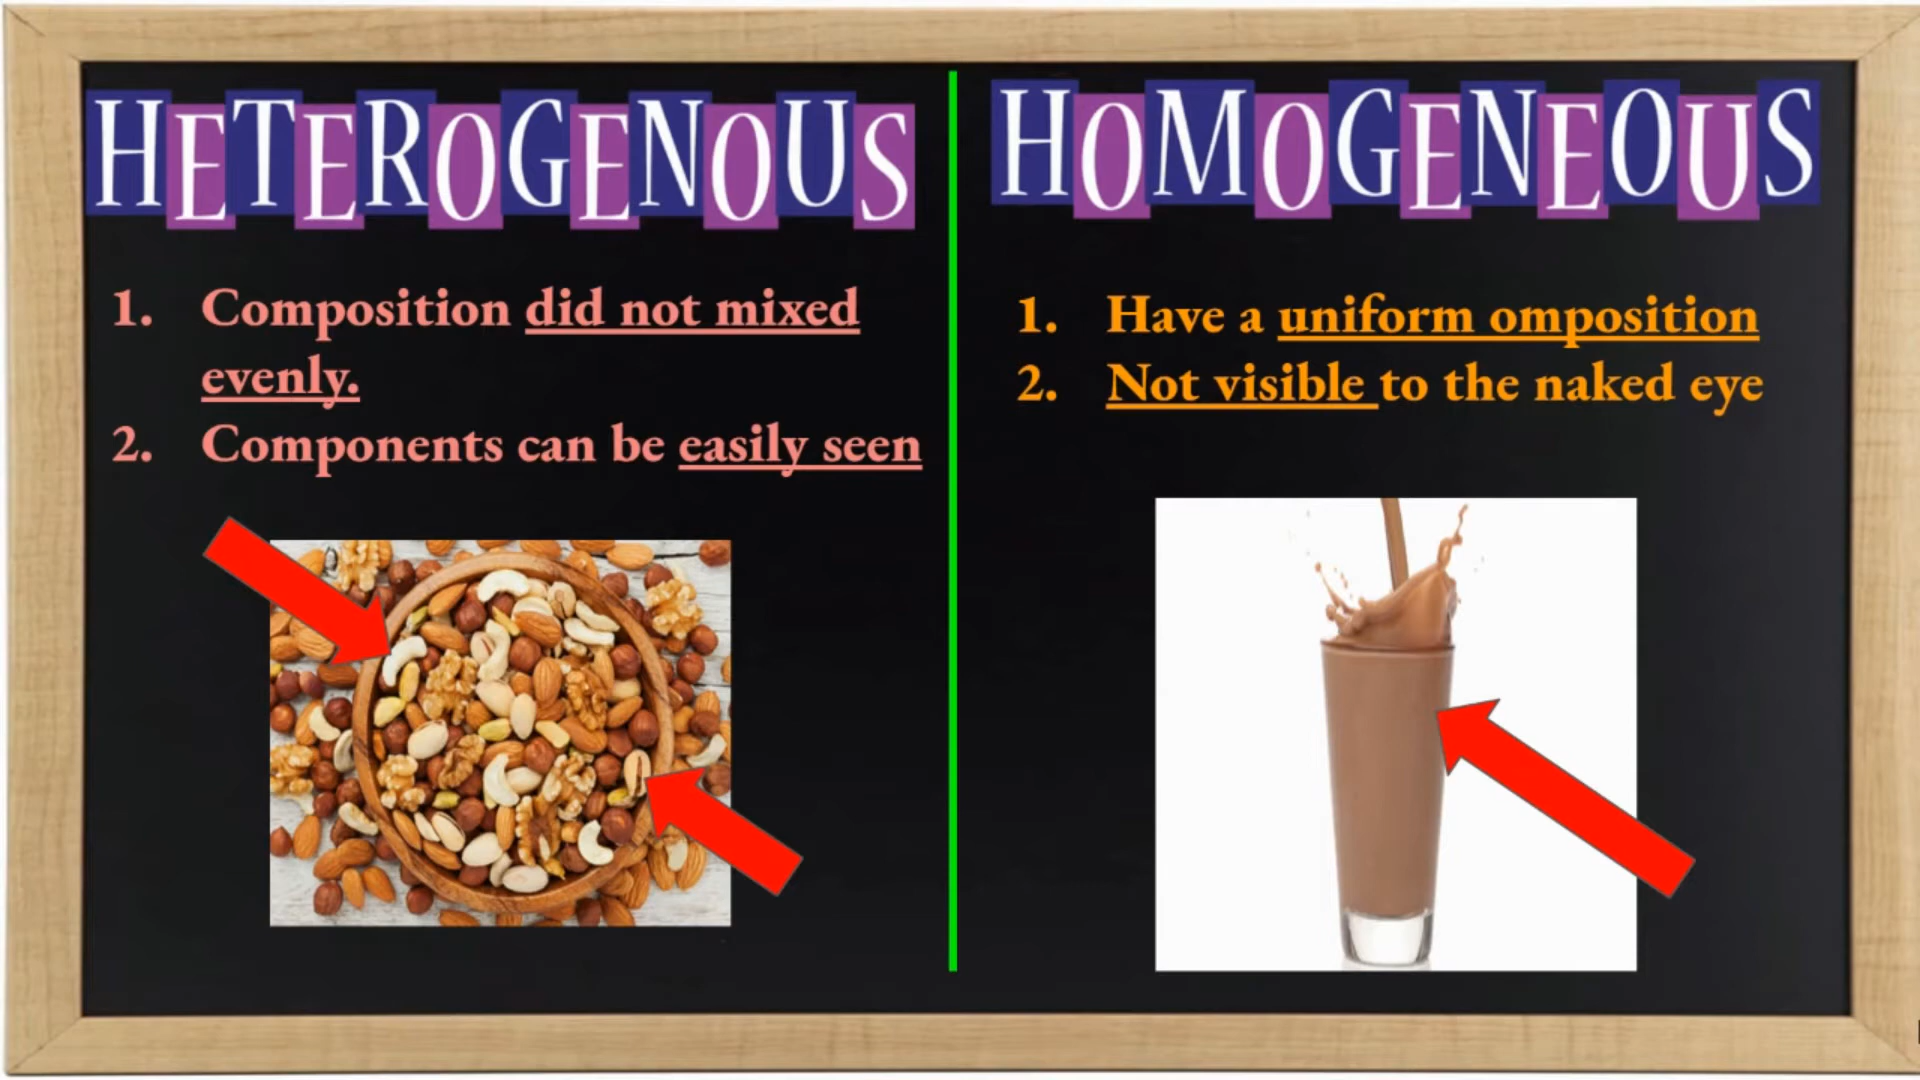 HETEROGENOUS
1. Composition did not mixed
evenly.
2. Components can be easily seen
HOMOGENEOUS
1. Have a uniform omposition
2. Not visible to the naked eye